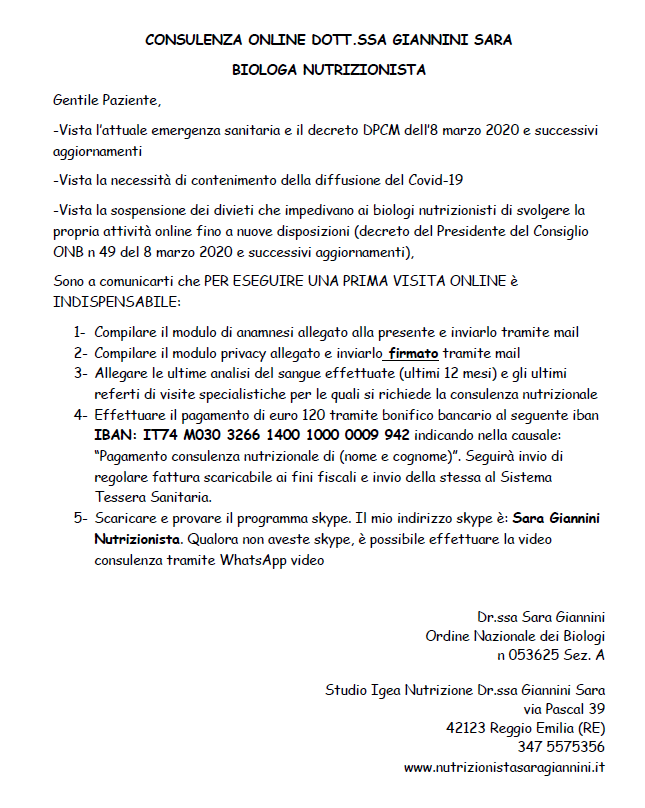 CONSULENZA ONLINE DOTT.SSA GIANNINI SARA
BIOLOGA NUTRIZIONISTA
Gentile Paziente,
-Vista l'attuale emergenza sanitaria e il decreto DPCM dell'8 marzo 2020 e successivi
aggiornamenti
-Vista la necessità di contenimento della diffusione del Covid-19
-Vista la sospensione dei divieti che impedivano ai biologi nutrizionisti di svolgere la
propria attività online fino a nuove disposizioni (decreto del Presidente del Consiglio
ONB n 49 del 8 marzo 2020 e successivi aggiornamenti),
Sono a comunicarti che PER ESEGUIRE UNA PRIMA VISITA ONLINE è
INDISPENSABILE:
1- Compilare il modulo di anamnesi allegato alla presente e inviarlo tramite mail
2- Compilare il modulo privacy allegato e inviarlo firmato tramite mail
3- Allegare le ultime analisi del sangue effettuate (ultimi 12 mesi) e gli ultimi
referti di visite specialistiche per le quali si richiede la consulenza nutrizionale
4- Effettuare il pagamento di euro 120 tramite bonifico bancario al seguente iban
IBAN: IT74 M030 3266 1400 1000 0009 942 indicando nella causale:
"Pagamento consulenza nutrizionale di (nome e cognome)". Seguirà invio di
regolare fattura scaricabile ai fini fiscali e invio della stessa al Sistema
Tessera Sanitaria.
5- Scaricare e provare il programma skype. Il mio indirizzo skype è: Sara Giannini
Nutrizionista. Qualora non aveste skype, è possibile effettuare la video
consulenza tramite WhatsApp video
Dr.ssa Sara Giannini
Ordine Nazionale dei Biologi
n 053625 Sez. A
Studio Igea Nutrizione Dr.ssa Giannini Sara
via Pascal 39
42123 Reggio Emilia (RE)
347 5575356
www.nutrizionistasaragiannini.it